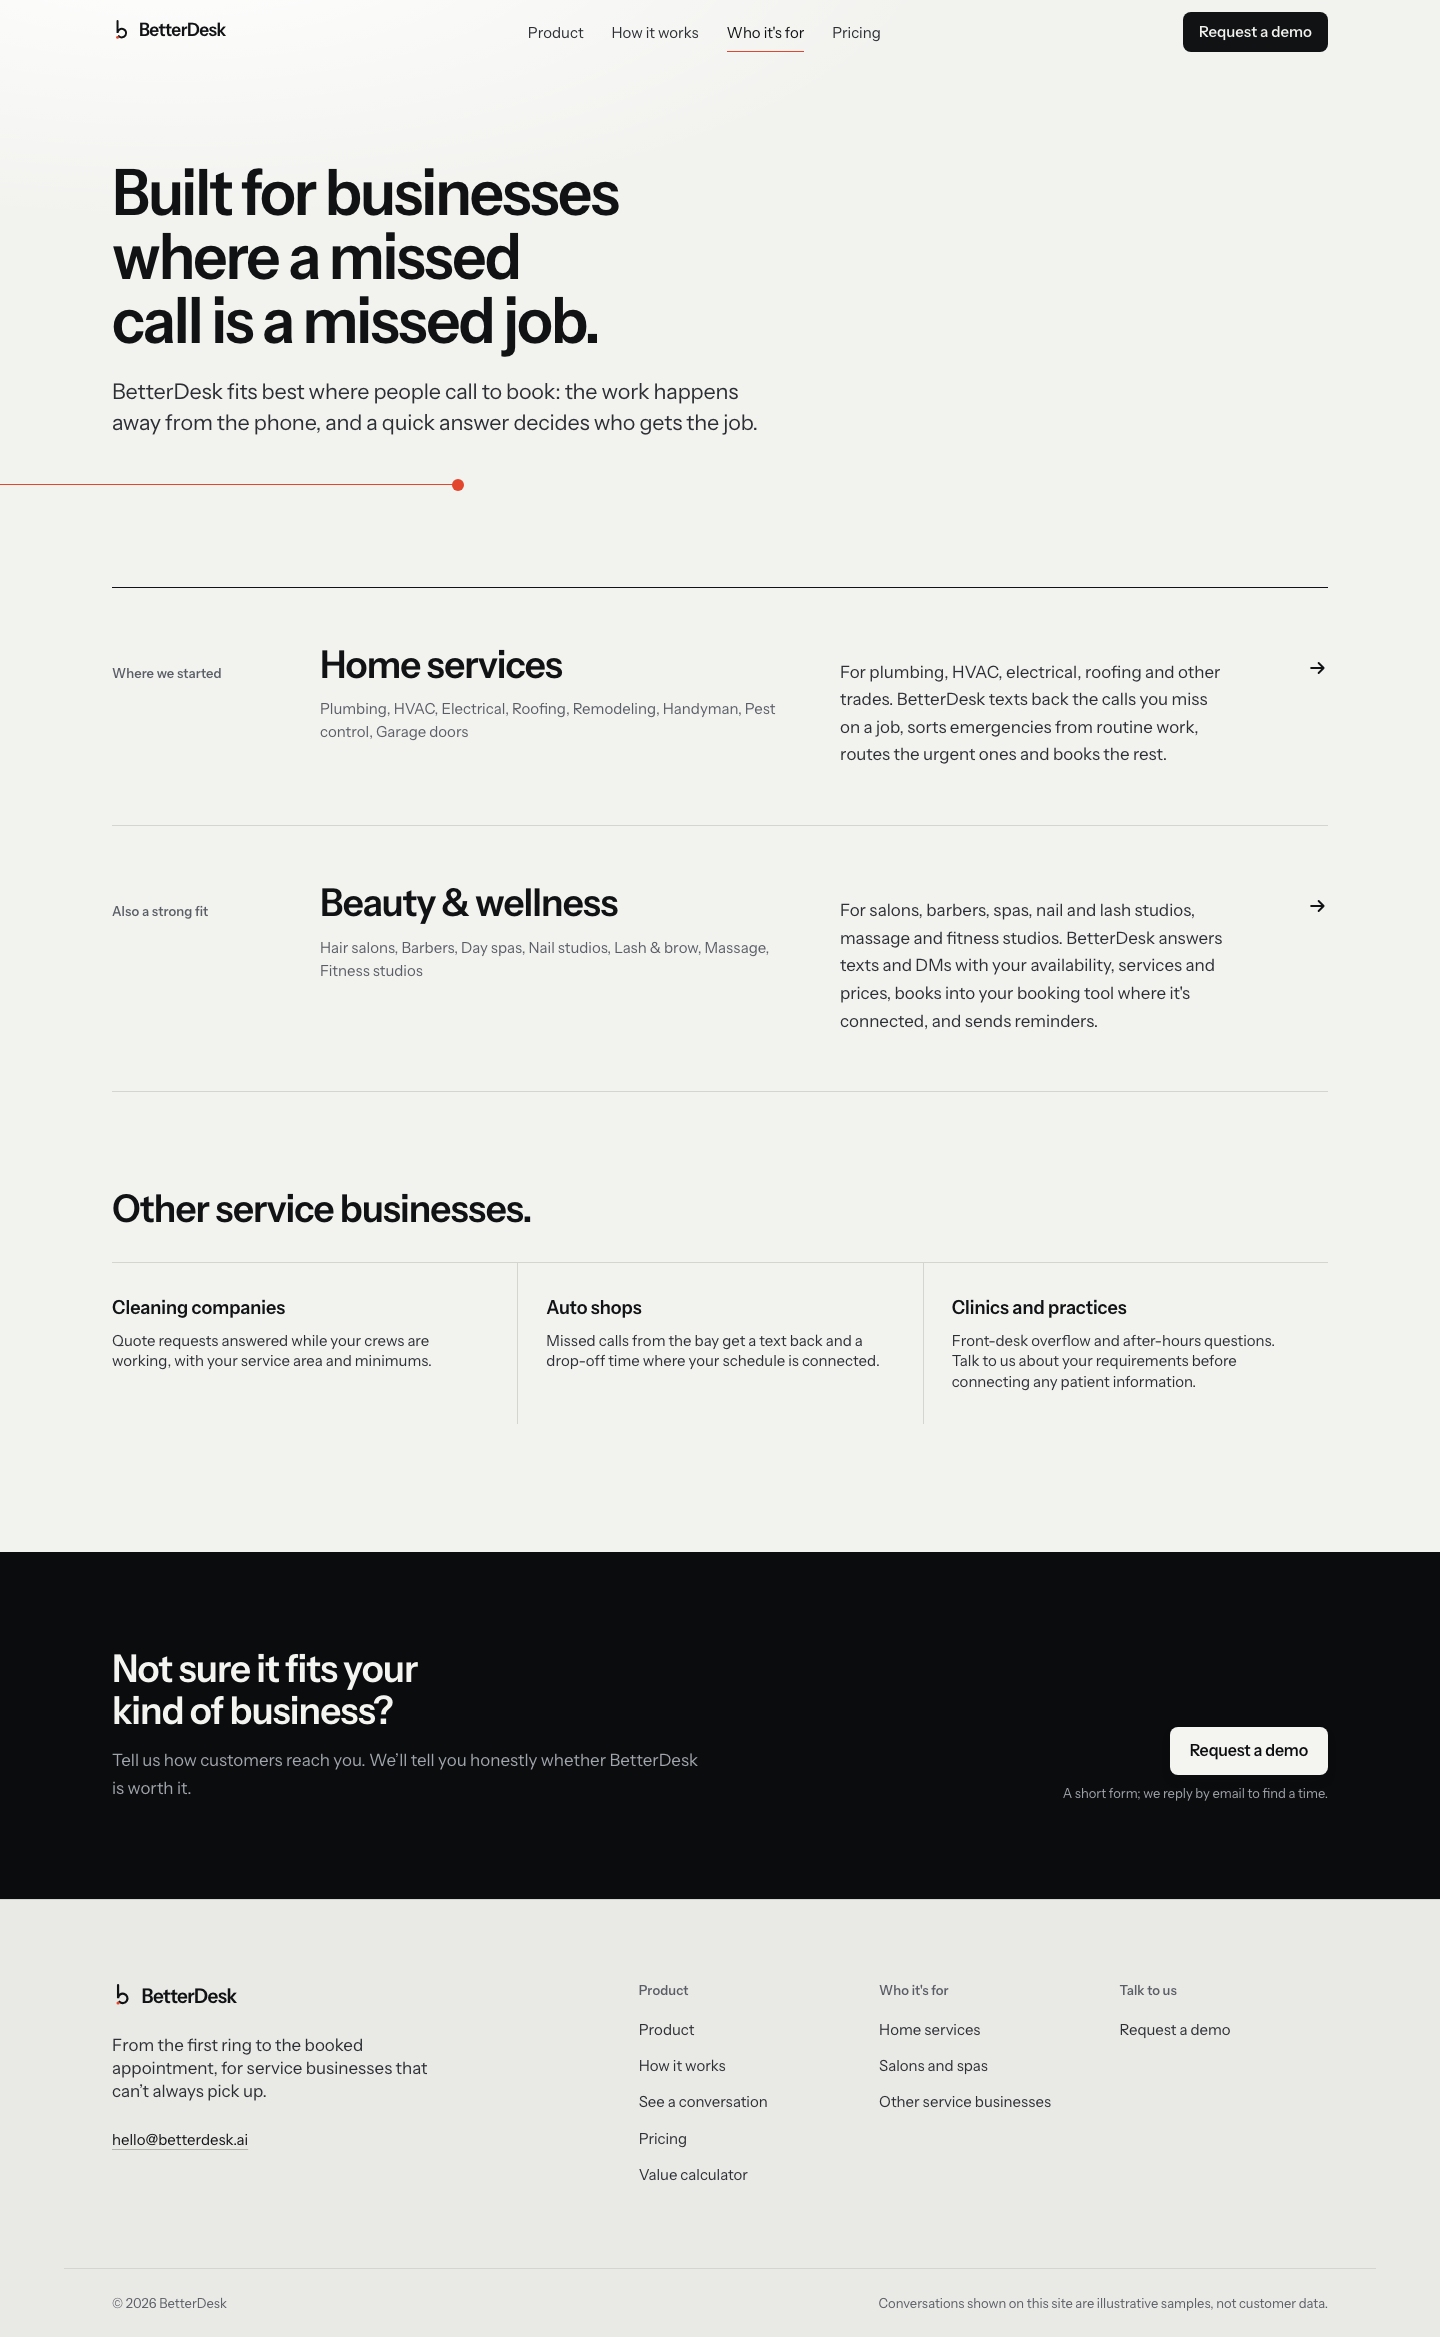 BetterDesk
Product
How it works
Who it's for
Pricing
Request a demo
Built for businesses
where a missed
call is a missed job.
BetterDesk fits best where people call to book: the work happens
away from the phone, and a quick answer decides who gets the job.
Where we started
Home services
Plumbing, HVAC, Electrical, Roofing, Remodeling, Handyman, Pest
control, Garage doors
For plumbing, HVAC, electrical, roofing and other
trades. BetterDesk texts back the calls you miss
on a job, sorts emergencies from routine work,
routes the urgent ones and books the rest.
Also a strong fit
Beauty & wellness
Hair salons, Barbers, Day spas, Nail studios, Lash & brow, Massage,
Fitness studios
For salons, barbers, spas, nail and lash studios,
massage and fitness studios. BetterDesk answers
texts and DMs with your availability, services and
prices, books into your booking tool where it's
connected, and sends reminders.
Other service businesses.
Cleaning companies
Quote requests answered while your crews are
working, with your service area and minimums.
Auto shops
Missed calls from the bay get a text back and a
drop-off time where your schedule is connected.
Clinics and practices
Front-desk overflow and after-hours questions.
Talk to us about your requirements before
connecting any patient information.
Not sure it fits your
kind of business?
Tell us how customers reach you. We’ll tell you honestly whether BetterDesk
is worth it.
Request a demo
A short form; we reply by email to find a time.
BetterDesk
From the first ring to the booked
appointment, for service businesses that
can’t always pick up.
hello@betterdesk.ai
Product
Product
How it works
See a conversation
Pricing
Value calculator
Who it's for
Home services
Salons and spas
Other service businesses
Talk to us
Request a demo
© 2026 BetterDesk
Conversations shown on this site are illustrative samples, not customer data.